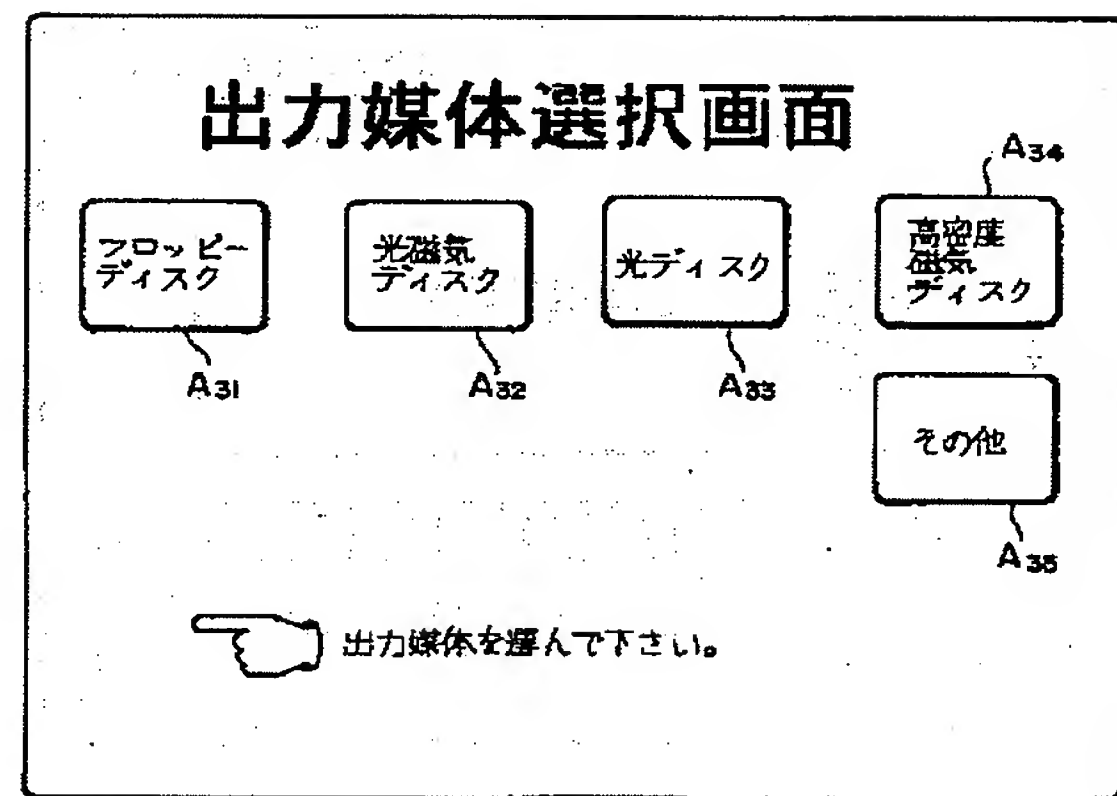 出力媒体選択画面
A34
フロッピー
ディスク
光磁気
ディスク
光ディスク
高密度
磁気
ディスク
A31
A32
A33
その他
A35
出力媒体を選んで下さい。